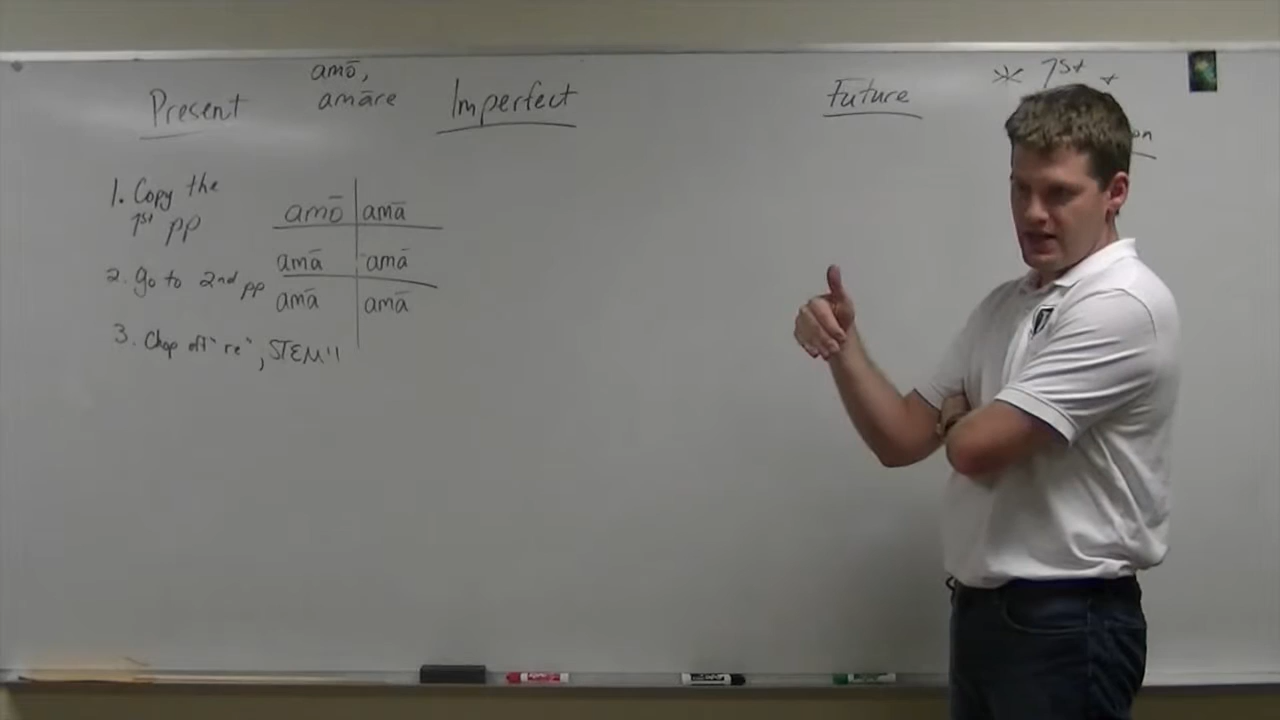 Present
amō,
amāre
Imperfect
Future
* 1st +
on
1. Copy the
1st pp
2. Go to 2nd pp
3. Chop off "re", STEM!!
amō amā
amā amā
amā amā